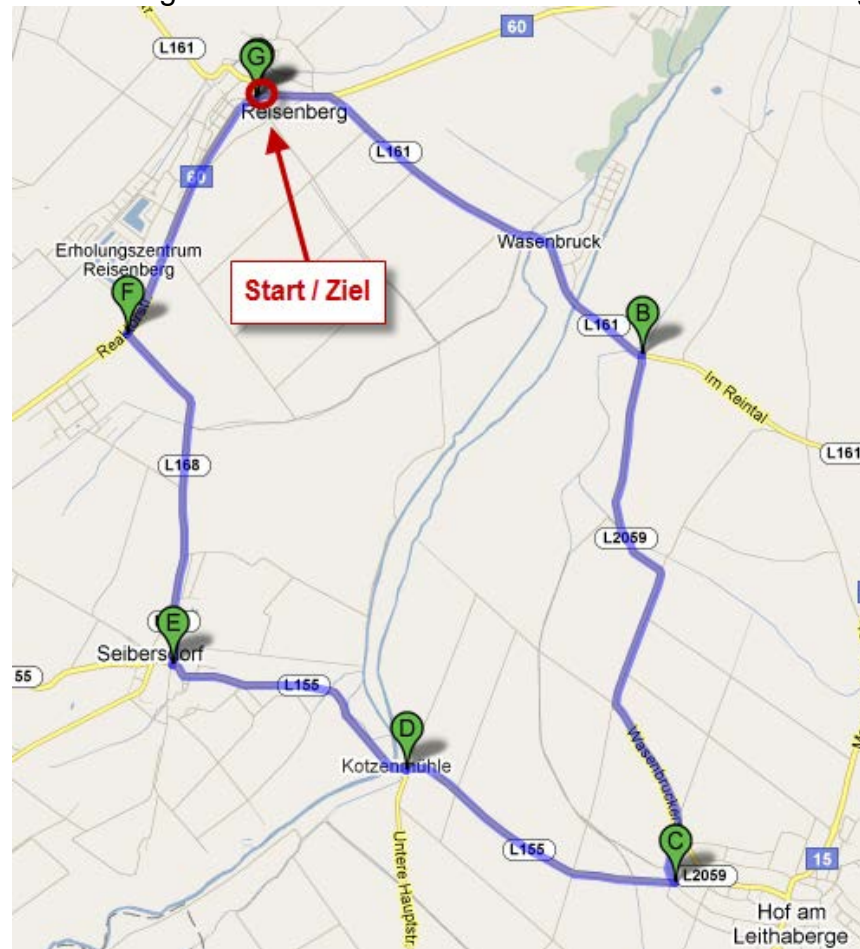 L161
60
G
Reisenberg
L161
60
Wasenbruck
Erholungszentrum
Reisenberg
Start / Ziel
F
L161
B
Im Reintal
L161
L168
L2059
E
Seibersdorf
55
L155
D
Kotzenmühle
Untere Hauptstr.
C
L155
L2059
15
Hof am
Leithaberge